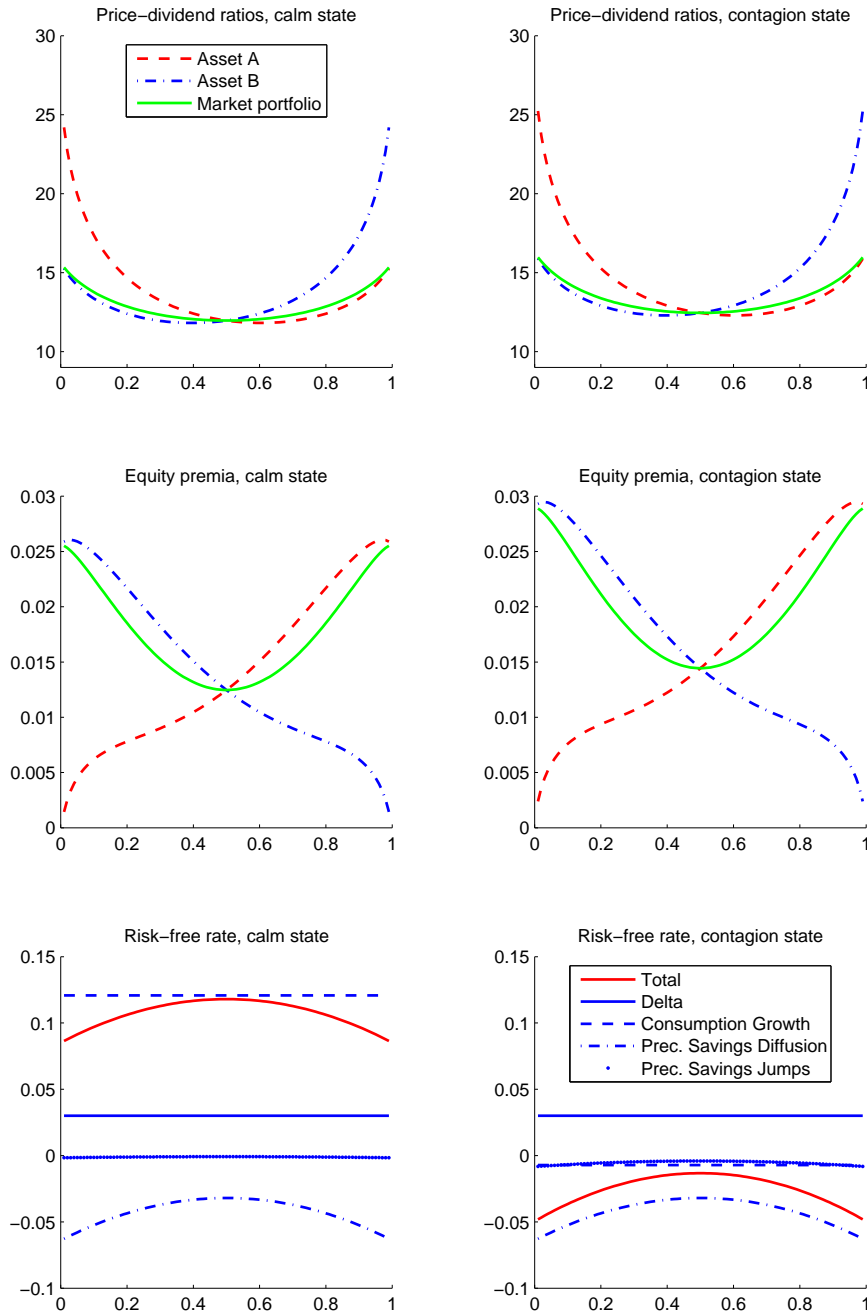 Price−dividend ratios, calm state
30
25
20
15
10
Asset A
Asset B
Market portfolio
0 0.2 0.4 0.6 0.8 1
Price−dividend ratios, contagion state
30
25
20
15
10
0 0.2 0.4 0.6 0.8 1
Equity premia, calm state
0.03
0.025
0.02
0.015
0.01
0.005
0
0 0.2 0.4 0.6 0.8 1
Equity premia, contagion state
0.03
0.025
0.02
0.015
0.01
0.005
0
0 0.2 0.4 0.6 0.8 1
Risk−free rate, calm state
0.15
0.1
0.05
0
−0.05
−0.1
0 0.2 0.4 0.6 0.8 1
Risk−free rate, contagion state
0.15
0.1
0.05
0
−0.05
−0.1
Total
Delta
Consumption Growth
Prec. Savings Diffusion
Prec. Savings Jumps
0 0.2 0.4 0.6 0.8 1